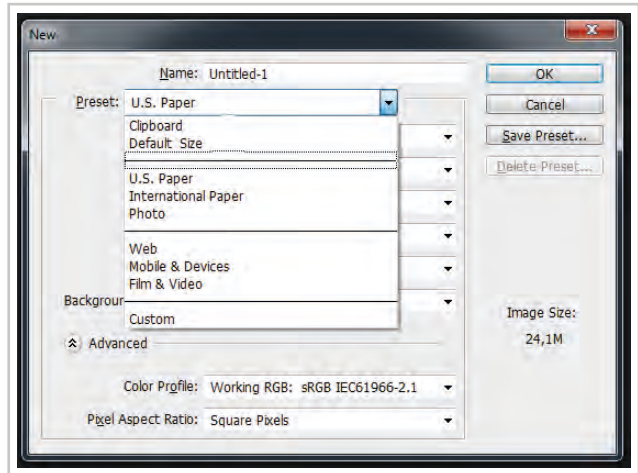 New
Name: Untitled-1
OK
Preset: U.S. Paper
Cancel
Clipboard
Default Size
Save Preset...
Delete Preset...
U.S. Paper
International Paper
Photo
Web
Mobile & Devices
Film & Video
Backgrour
Custom
Image Size:
24,1M
Advanced
Color Profile: Working RGB: sRGB IEC61966-2.1
Pixel Aspect Ratio: Square Pixels